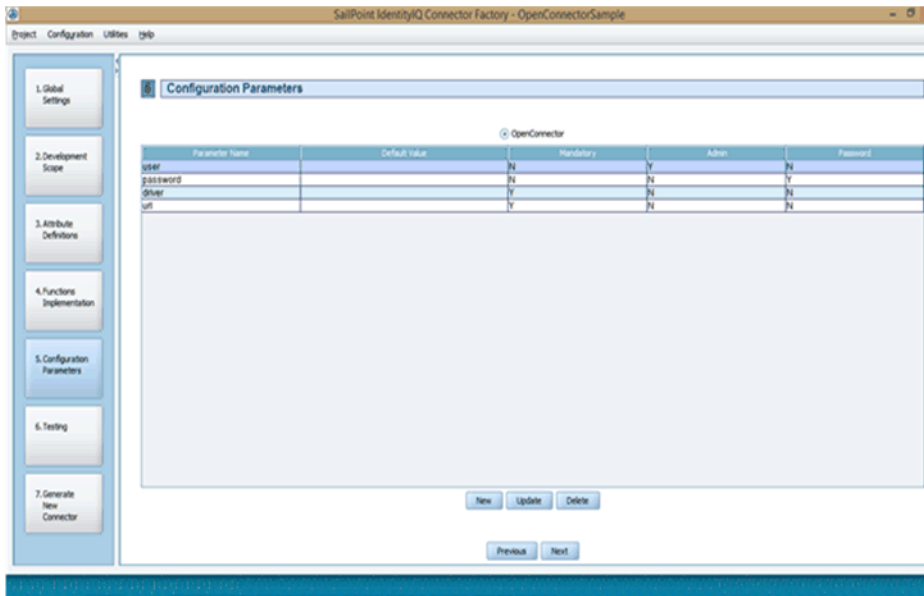 SailPoint IdentityIQ Connector Factory - OpenConnectorSample
Project Configuration Utilities Help
1. Global Settings
2. Development Scope
3. Attribute Definitions
4. Functions Implementation
5. Configuration Parameters
6. Testing
7. Generate New Connector
6 Configuration Parameters
OpenConnector
Parameter Name Default Value Mandatory Admin Password
user N Y N
password N N Y
driver Y N N
url Y N N
New Update Delete
Previous Next